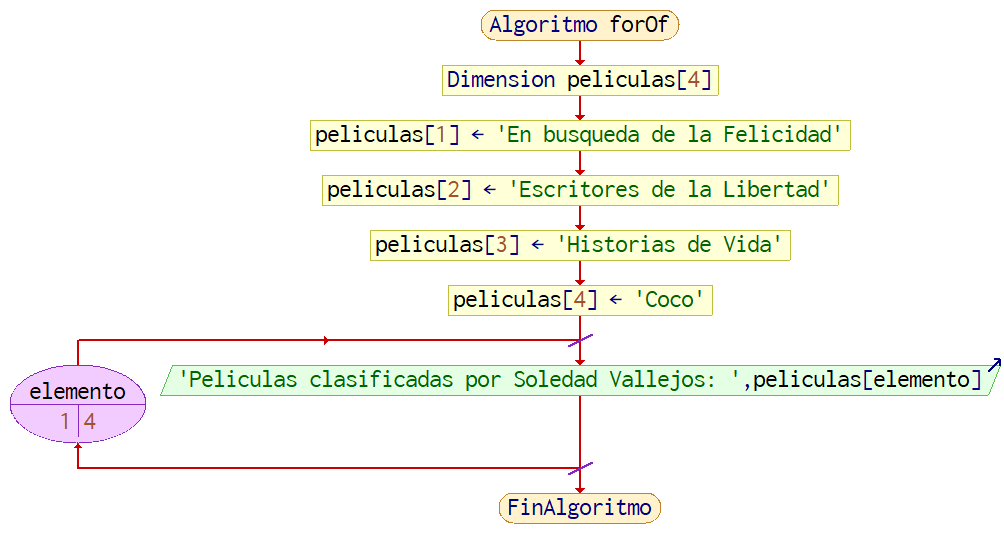 Algoritmo forOf
Dimension peliculas[4]
peliculas[1] ← 'En busqueda de la Felicidad'
peliculas[2] ← 'Escritores de la Libertad'
peliculas[3] ← 'Historias de Vida'
peliculas[4] ← 'Coco'
'Peliculas clasificadas por Soledad Vallejos: ',peliculas[elemento]
elemento
1 4
FinAlgoritmo